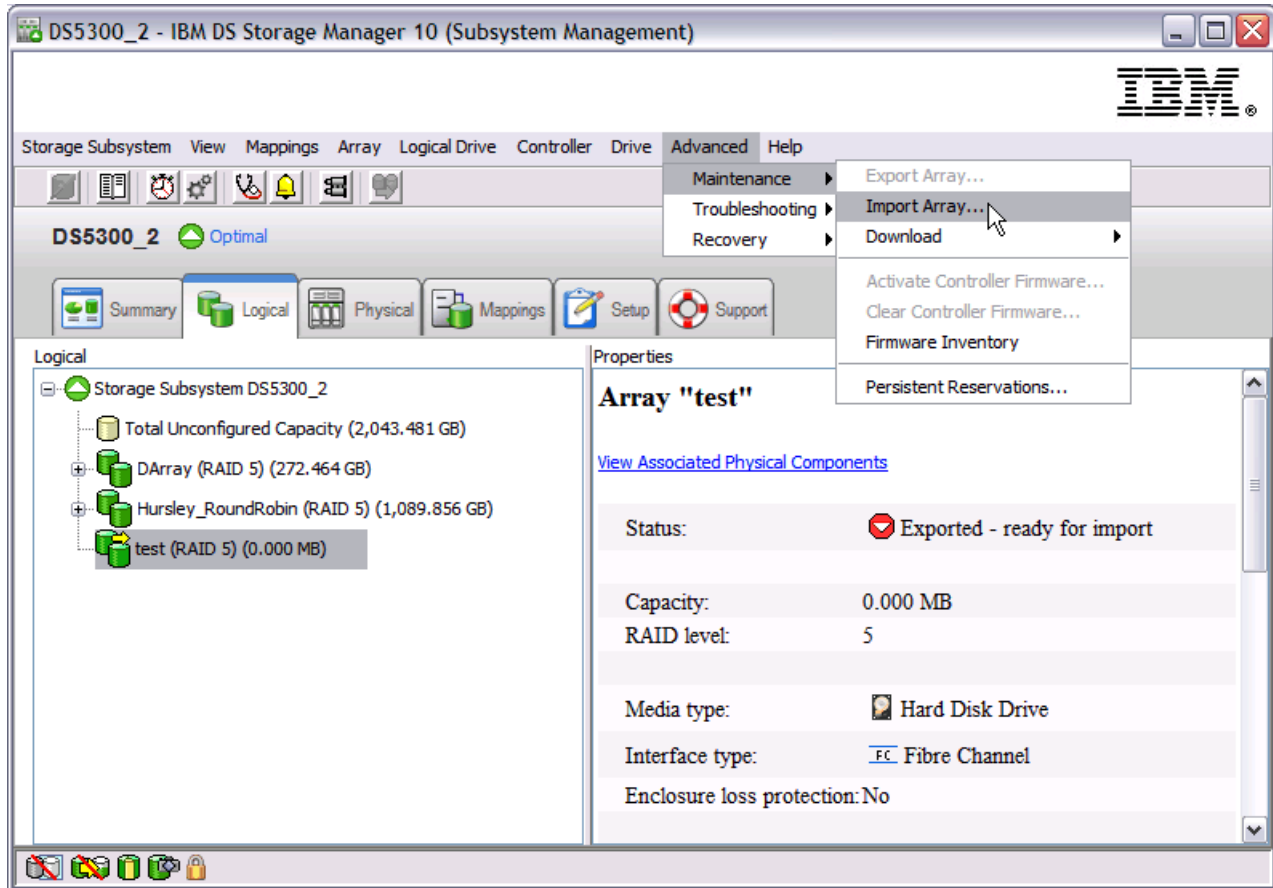 DS5300_2 - IBM DS Storage Manager 10 (Subsystem Management)
IBM®
Storage Subsystem View Mappings Array Logical Drive Controller Drive Advanced Help
Maintenance
Troubleshooting
Recovery
Export Array...
Import Array...
Download
Activate Controller Firmware...
Clear Controller Firmware...
Firmware Inventory
Persistent Reservations...
DS5300_2 Optimal
Summary Logical Physical Mappings Setup Support
Logical
Storage Subsystem DS5300_2
Total Unconfigured Capacity (2,043.481 GB)
DArray (RAID 5) (272.464 GB)
Hursley_RoundRobin (RAID 5) (1,089.856 GB)
test (RAID 5) (0.000 MB)
Properties
Array "test"
View Associated Physical Components
Status: Exported - ready for import
Capacity: 0.000 MB
RAID level: 5
Media type: Hard Disk Drive
Interface type: FC Fibre Channel
Enclosure loss protection: No